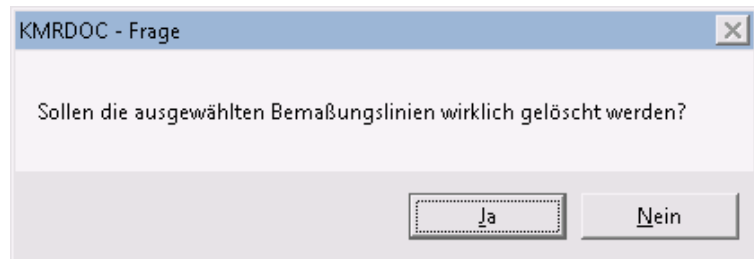 KMRDOC - Frage
Sollen die ausgewählten Bemaßungslinien wirklich gelöscht werden?
Ja
Nein